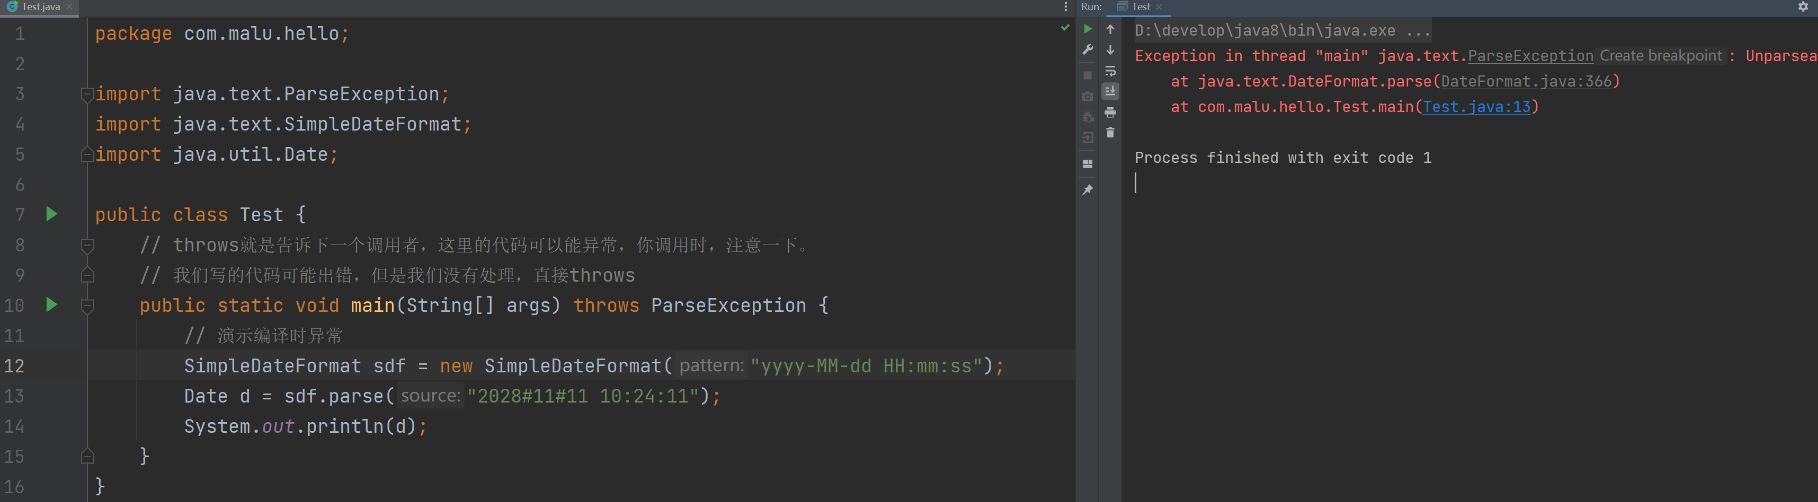 Test.java
1 package com.malu.hello;
2
3 import java.text.ParseException;
4 import java.text.SimpleDateFormat;
5 import java.util.Date;
6
7 public class Test {
8 // throws就是告诉下一个调用者，这里的代码可以能异常，你调用时，注意一下。
9 // 我们写的代码可能出错，但是我们没有处理，直接throws
10 public static void main(String[] args) throws ParseException {
11 // 演示编译时异常
12 SimpleDateFormat sdf = new SimpleDateFormat( pattern: "yyyy-MM-dd HH:mm:ss");
13 Date d = sdf.parse( source: "2028#11#11 10:24:11");
14 System.out.println(d);
15 }
16 }
Run: Test
D:\develop\java8\bin\java.exe ...
Exception in thread "main" java.text.ParseException Create breakpoint : Unparsea
at java.text.DateFormat.parse(DateFormat.java:366)
at com.malu.hello.Test.main(Test.java:13)
Process finished with exit code 1